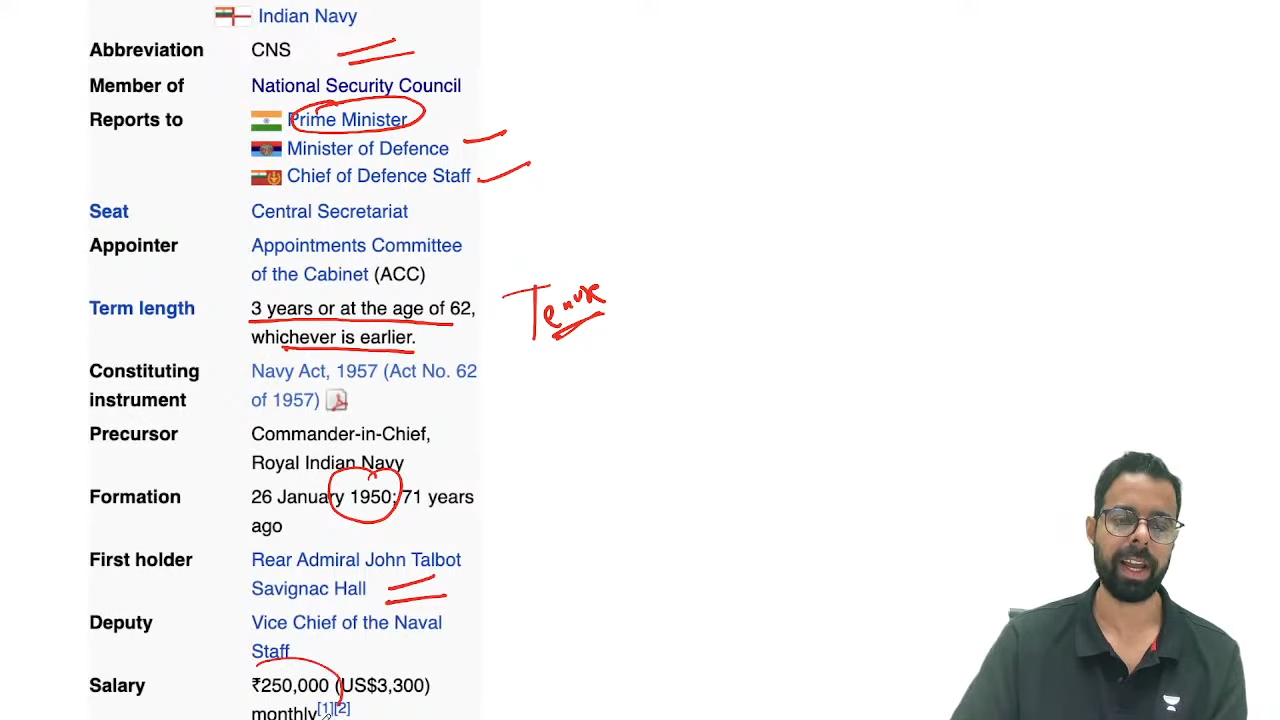 Indian Navy
Abbreviation CNS
Member of National Security Council
Reports to Prime Minister
Minister of Defence
Chief of Defence Staff
Seat Central Secretariat
Appointer Appointments Committee
of the Cabinet (ACC)
Term length 3 years or at the age of 62,
whichever is earlier.
Tenure
Constituting Navy Act, 1957 (Act No. 62
instrument of 1957)
Precursor Commander-in-Chief,
Royal Indian Navy
Formation 26 January 1950; 71 years
ago
First holder Rear Admiral John Talbot
Savignac Hall
Deputy Vice Chief of the Naval
Staff
Salary ₹250,000 (US$3,300)
monthly[1][2]